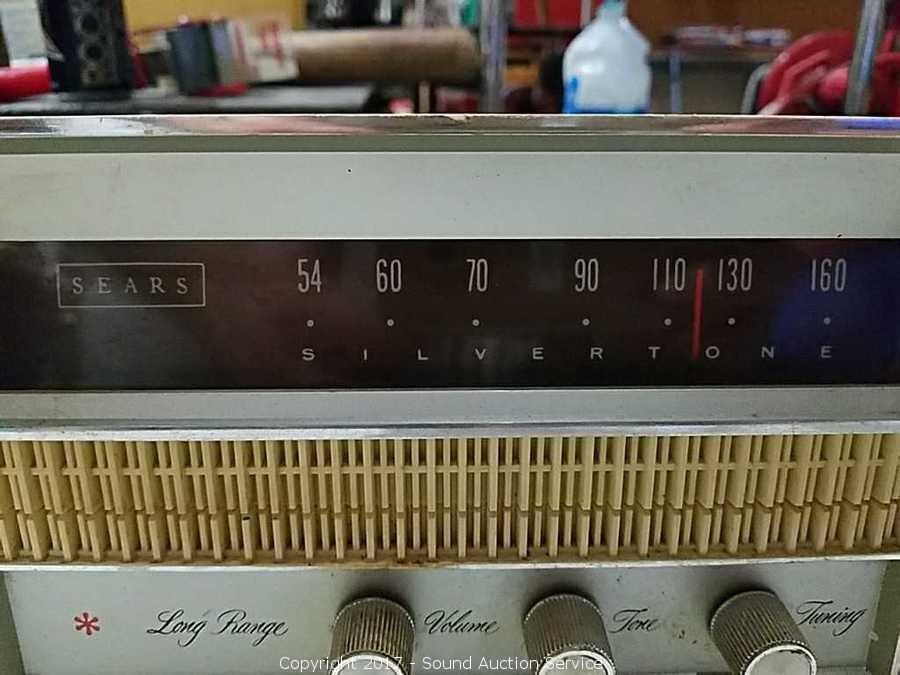 SEARS
54 60 70 90 110 130 160
SILVERTONE
* Long Range Volume Tone Tuning
Copyright 2017 - Sound Auction Service